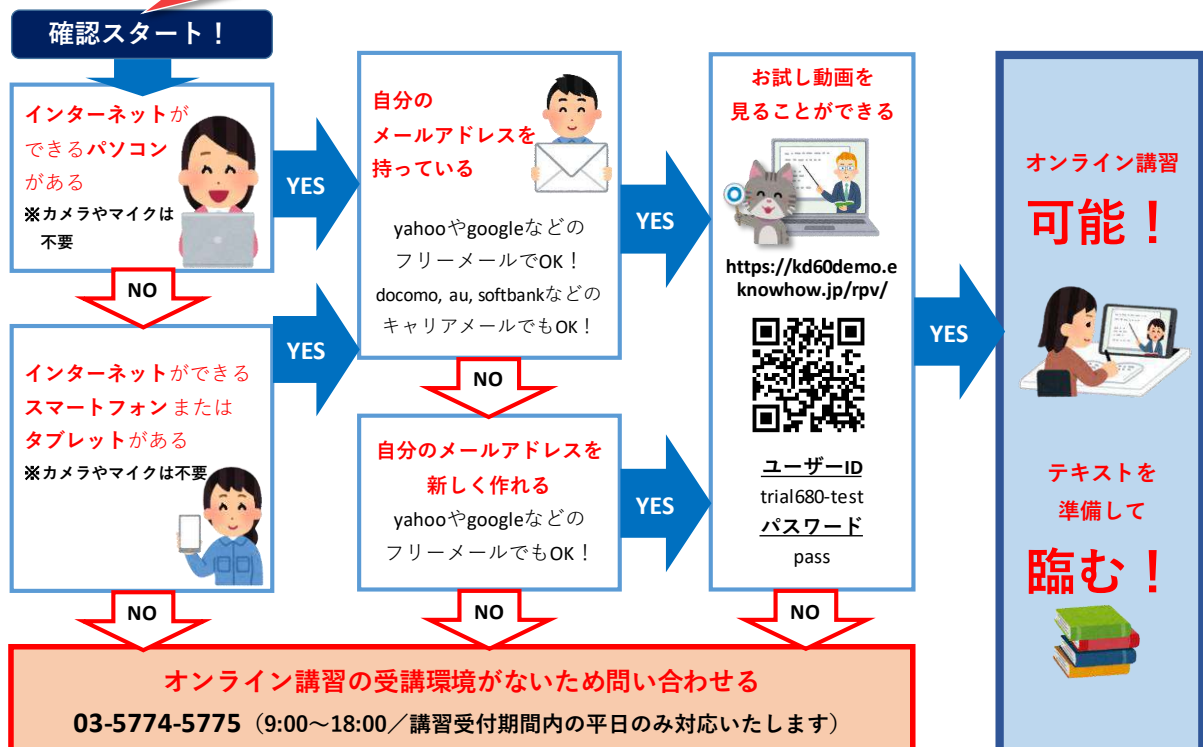 確認スタート！
インターネットが
できるパソコン
がある
※カメラやマイクは
不要
YES
NO
インターネットができる
スマートフォンまたは
タブレットがある
※カメラやマイクは不要
YES
NO
自分の
メールアドレスを
持っている
yahooやgoogleなどの
フリーメールでOK！
docomo, au, softbankなどの
キャリアメールでもOK！
YES
NO
自分のメールアドレスを
新しく作れる
yahooやgoogleなどの
フリーメールでもOK！
YES
NO
お試し動画を
見ることができる
https://kd60demo.e
knowhow.jp/rpv/
ユーザーID
trial680-test
パスワード
pass
YES
NO
オンライン講習
可能！
テキストを
準備して
臨む！
オンライン講習の受講環境がないため問い合わせる
03-5774-5775（9:00～18:00／講習受付期間内の平日のみ対応いたします）